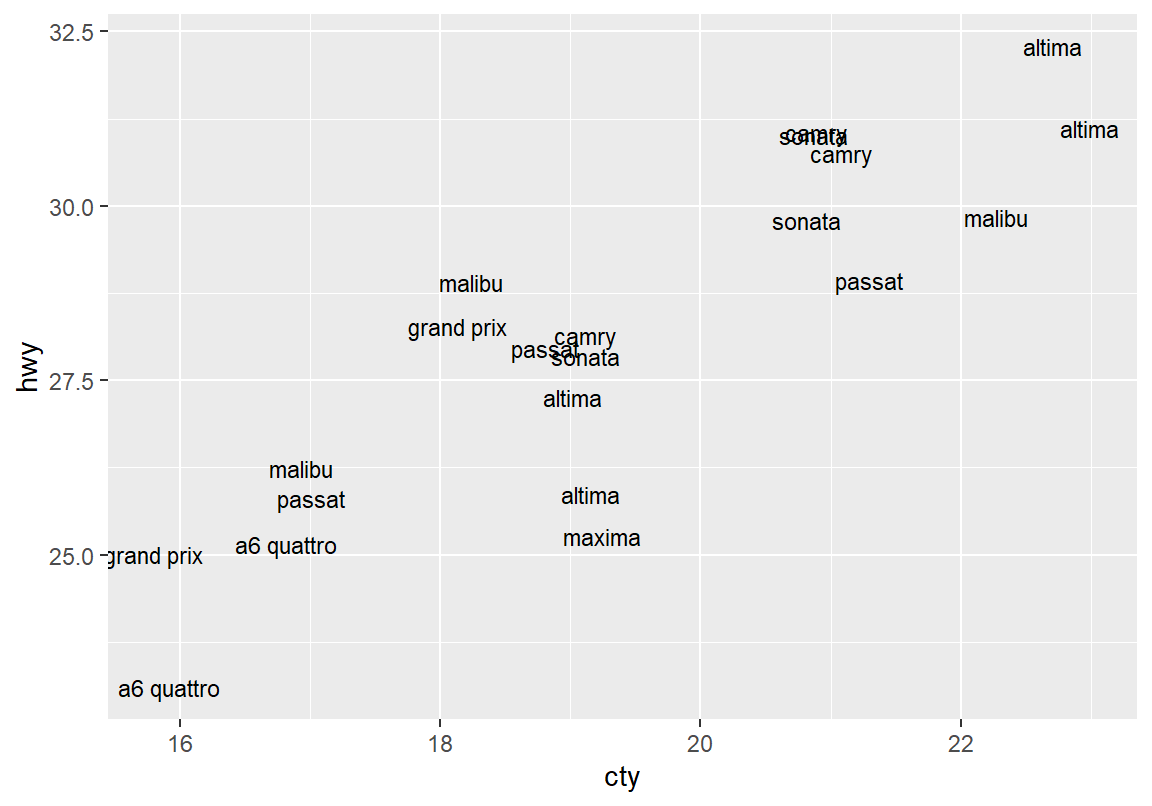 32.5
altima
altima
camry
sonata
camry
30.0
sonata
malibu
malibu
passat
grand prix
camry
passat
sonata
hwy
27.5
altima
malibu
passat
altima
maxima
a6 quattro
25.0
grand prix
a6 quattro
16
18
20
22
cty